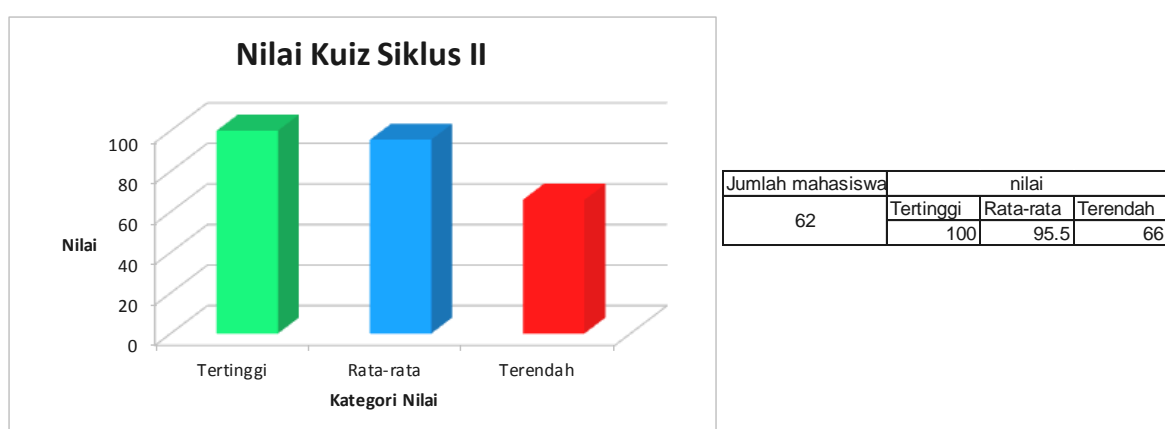 Nilai Kuiz Siklus II
100
80
60
40
20
0
Nilai
Tertinggi Rata-rata Terendah
Kategori Nilai
Jumlah mahasiswa nilai
62 Tertinggi Rata-rata Terendah
100 95.5 66